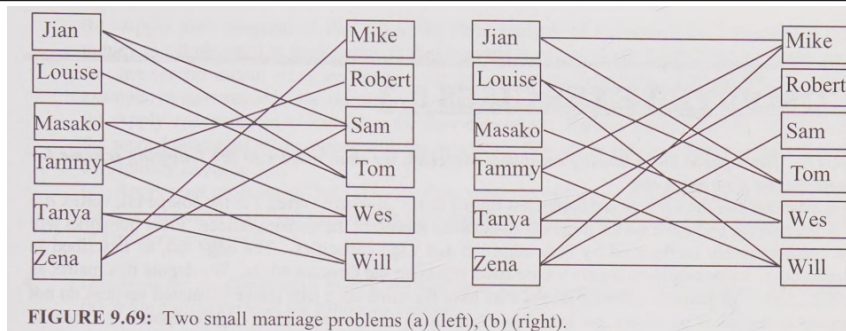 Jian Mike Jian Mike
Louise Robert Louise Robert
Masako Sam Masako Sam
Tammy Tom Tammy Tom
Tanya Wes Tanya Wes
Zena Will Zena Will
FIGURE 9.69: Two small marriage problems (a) (left), (b) (right).